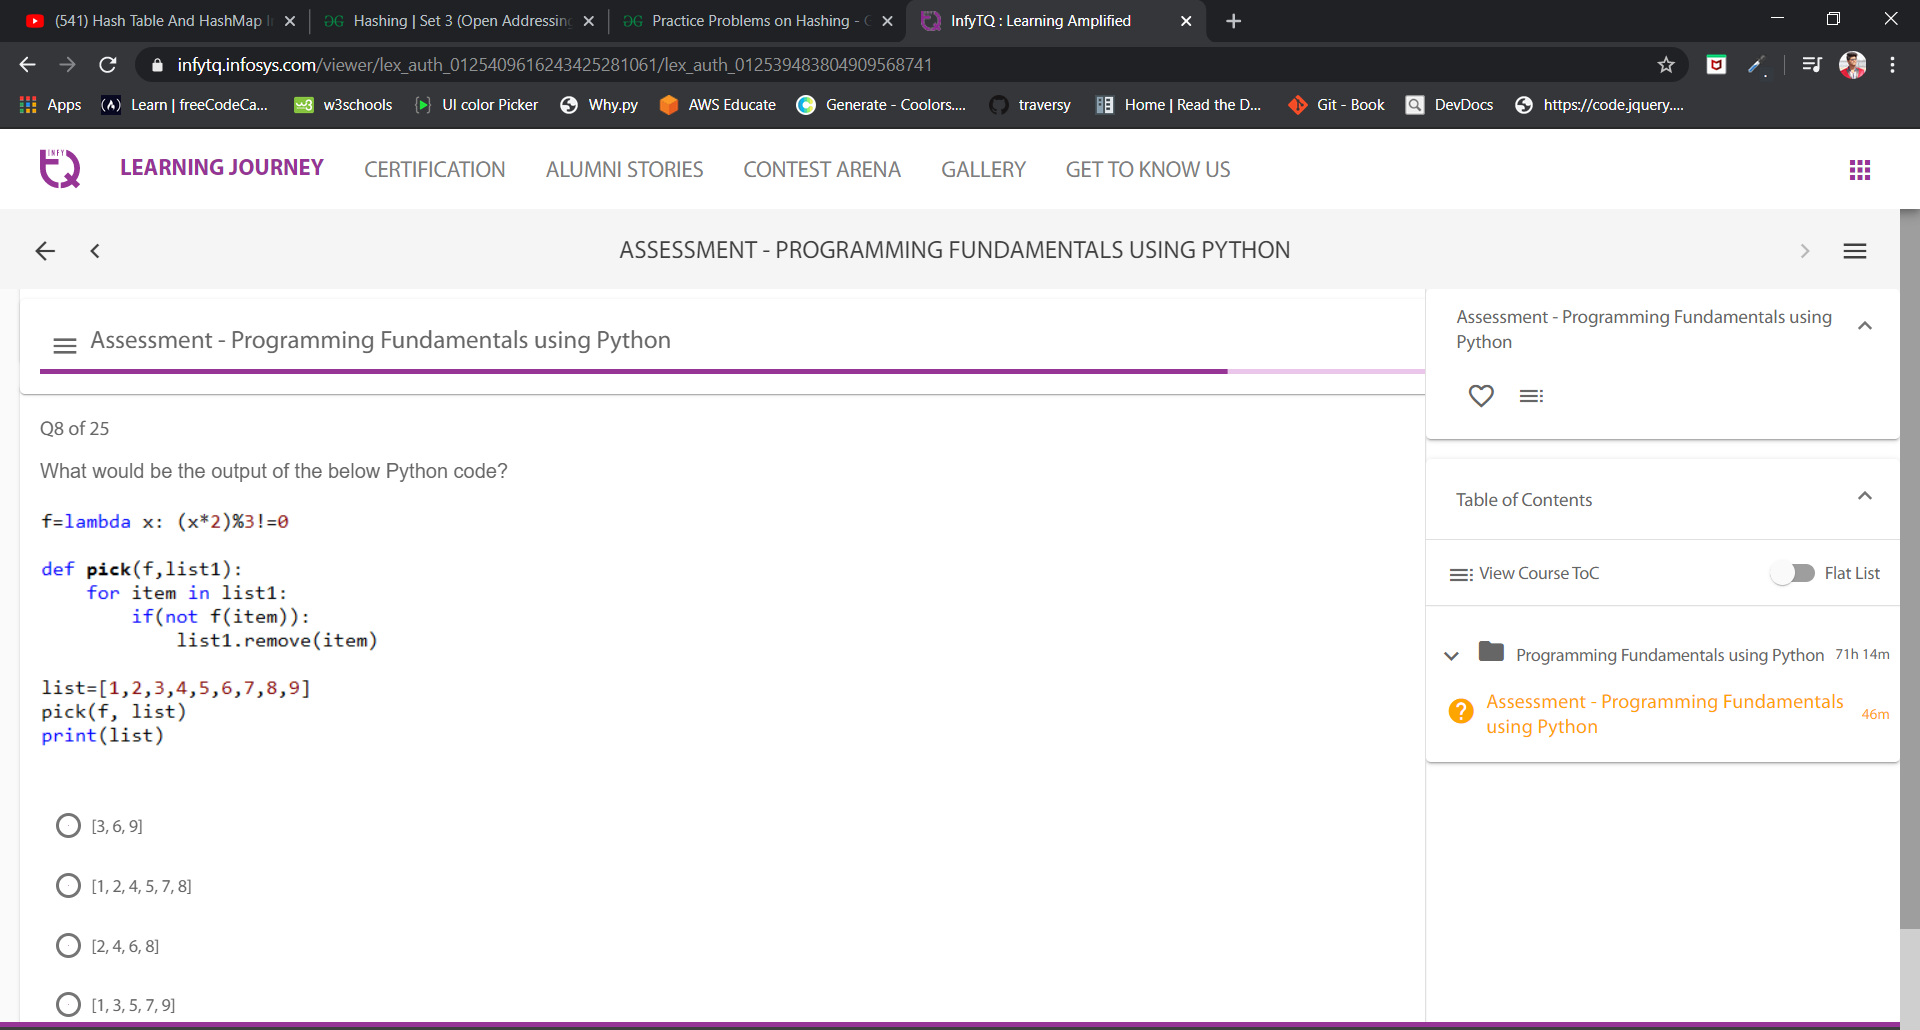 (541) Hash Table And HashMap I
Hashing | Set 3 (Open Addressing
Practice Problems on Hashing - G
InfyTQ : Learning Amplified
infytq.infosys.com/viewer/lex_auth_0125409616243425281061/lex_auth_012539483804909568741
Apps
Learn | freeCodeCa...
w3schools
UI color Picker
Why.py
AWS Educate
Generate - Coolors....
traversy
Home | Read the D...
Git - Book
DevDocs
https://code.jquery....
INFY
TQ
LEARNING JOURNEY
CERTIFICATION
ALUMNI STORIES
CONTEST ARENA
GALLERY
GET TO KNOW US
ASSESSMENT - PROGRAMMING FUNDAMENTALS USING PYTHON
Assessment - Programming Fundamentals using Python
Q8 of 25
What would be the output of the below Python code?
f=lambda x: (x*2)%3!=0
def pick(f,list1):
    for item in list1:
        if(not f(item)):
            list1.remove(item)
list=[1,2,3,4,5,6,7,8,9]
pick(f, list)
print(list)
[3, 6, 9]
[1, 2, 4, 5, 7, 8]
[2, 4, 6, 8]
[1, 3, 5, 7, 9]
Assessment - Programming Fundamentals using
Python
Table of Contents
View Course ToC
Flat List
Programming Fundamentals using Python 71h 14m
Assessment - Programming Fundamentals
using Python
46m